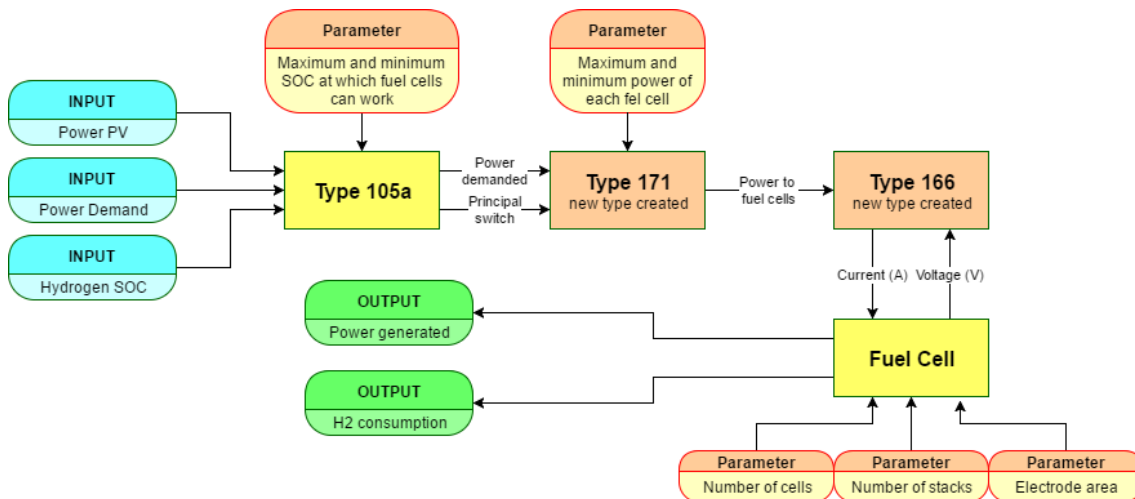 Parameter
Maximum and minimum
SOC at which fuel cells
can work
Parameter
Maximum and
minimum power of
each fel cell
INPUT
Power PV
INPUT
Power Demand
INPUT
Hydrogen SOC
Type 105a
Power
demanded
Principal
switch
Type 171
new type created
Power to
fuel cells
Type 166
new type created
Current (A)
Voltage (V)
OUTPUT
Power generated
OUTPUT
H2 consumption
Fuel Cell
Parameter
Number of cells
Parameter
Number of stacks
Parameter
Electrode area